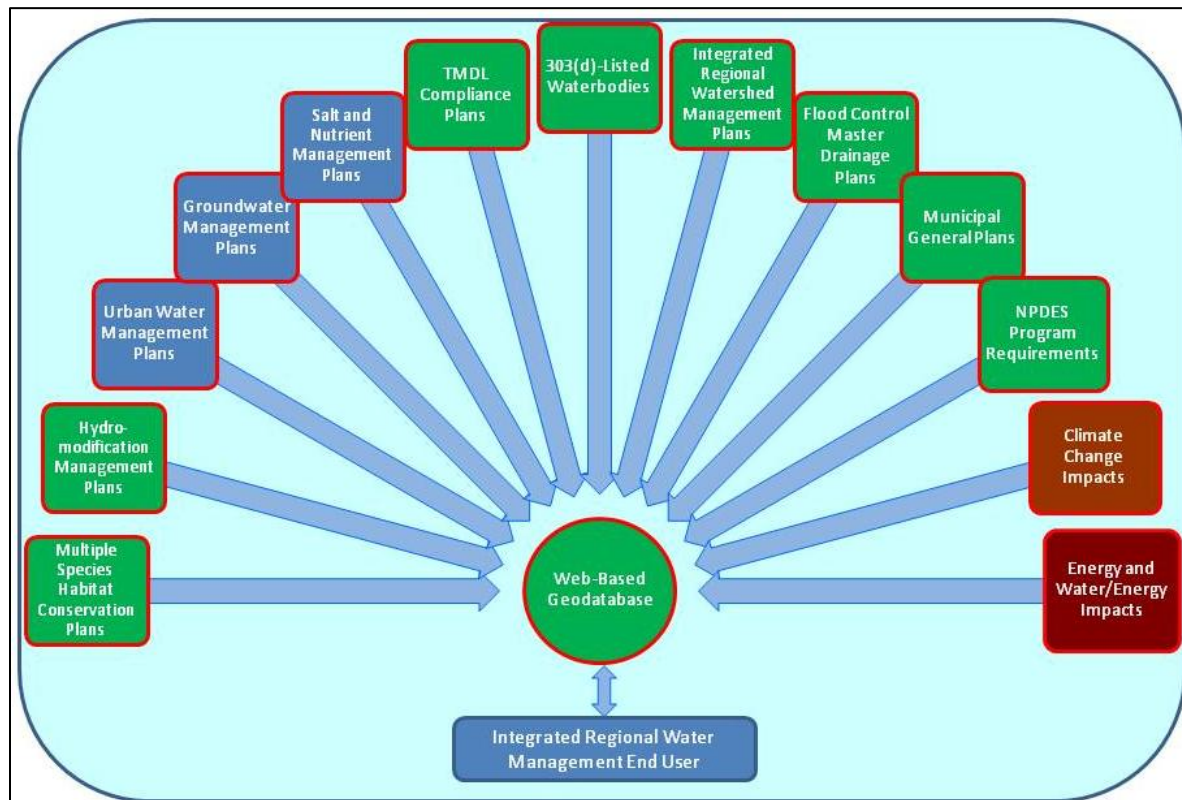 303(d)-Listed
Waterbodies
TMDL
Compliance
Plans
Integrated
Regional
Watershed
Management
Plans
Salt and
Nutrient
Management
Plans
Flood Control
Master
Drainage
Plans
Groundwater
Management
Plans
Municipal
General Plans
Urban Water
Management
Plans
NPDES
Program
Requirements
Hydro-
modification
Management
Plans
Climate
Change
Impacts
Multiple
Species
Habitat
Conservation
Plans
Web-Based
Geodatabase
Energy and
Water/Energy
Impacts
Integrated Regional Water
Management End User